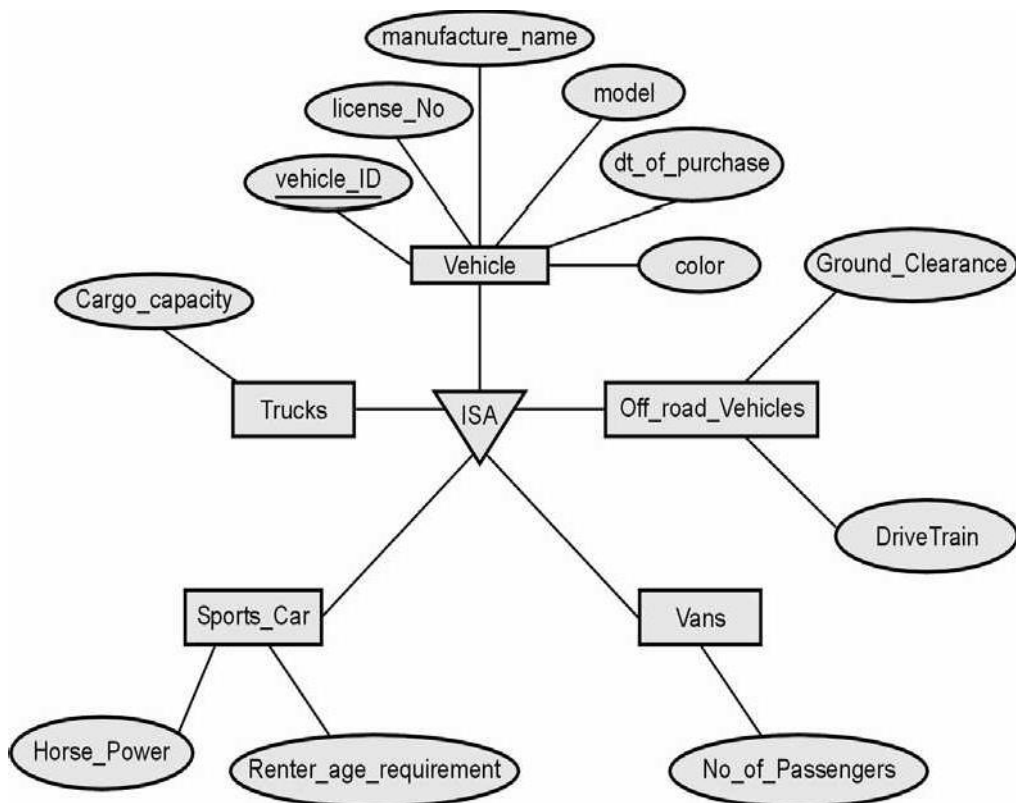 manufacture_name
model
license_No
dt_of_purchase
vehicle_ID
Vehicle
color
Ground_Clearance
Cargo_capacity
Trucks
ISA
Off_road_Vehicles
DriveTrain
Sports_Car
Vans
Horse_Power
Renter_age_requirement
No_of_Passengers